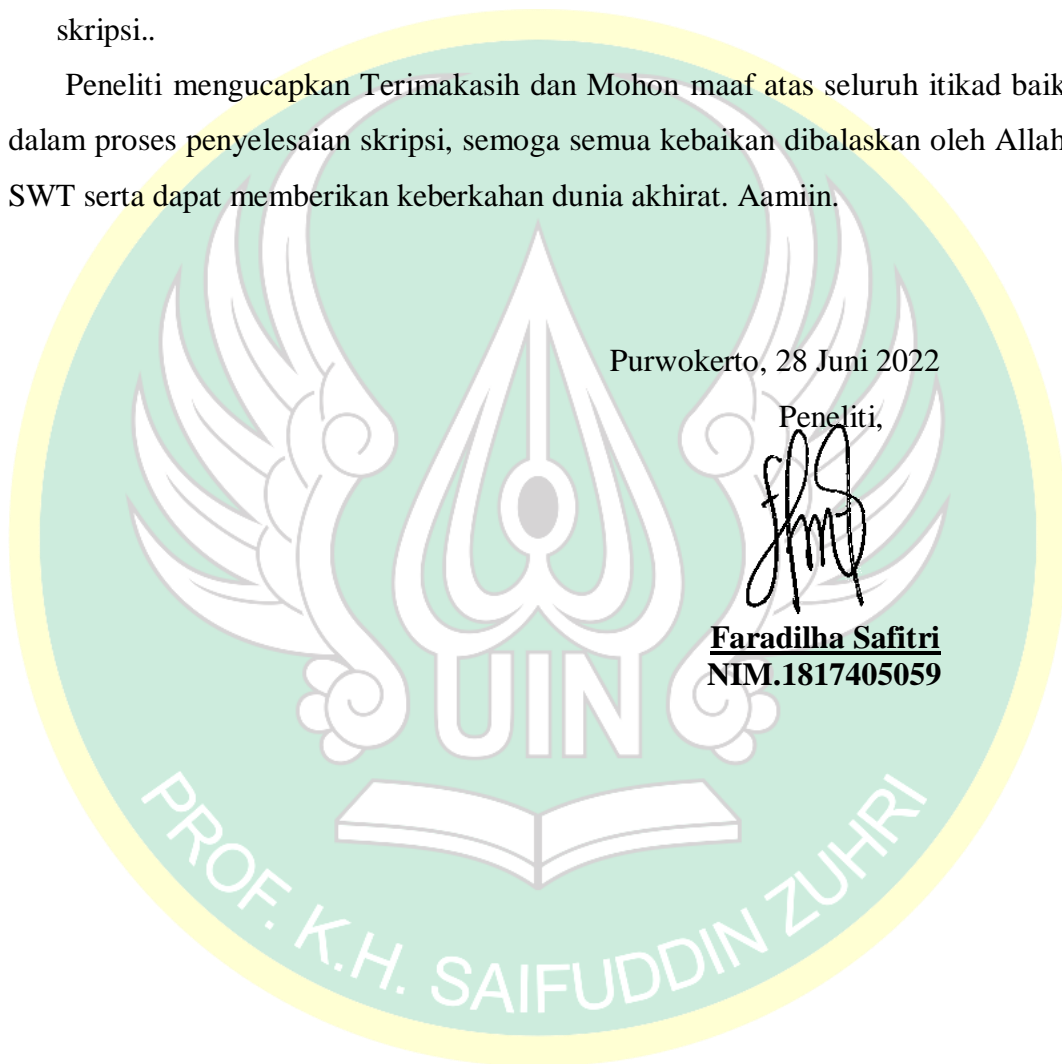 skripsi..
Peneliti mengucapkan Terimakasih dan Mohon maaf atas seluruh itikad baik
dalam proses penyelesaian skripsi, semoga semua kebaikan dibalaskan oleh Allah
SWT serta dapat memberikan keberkahan dunia akhirat. Aamiin.
Purwokerto, 28 Juni 2022
Peneliti,
Faradilha Safitri
NIM.1817405059
UIN
PROF. K.H. SAIFUDDIN ZUHRI